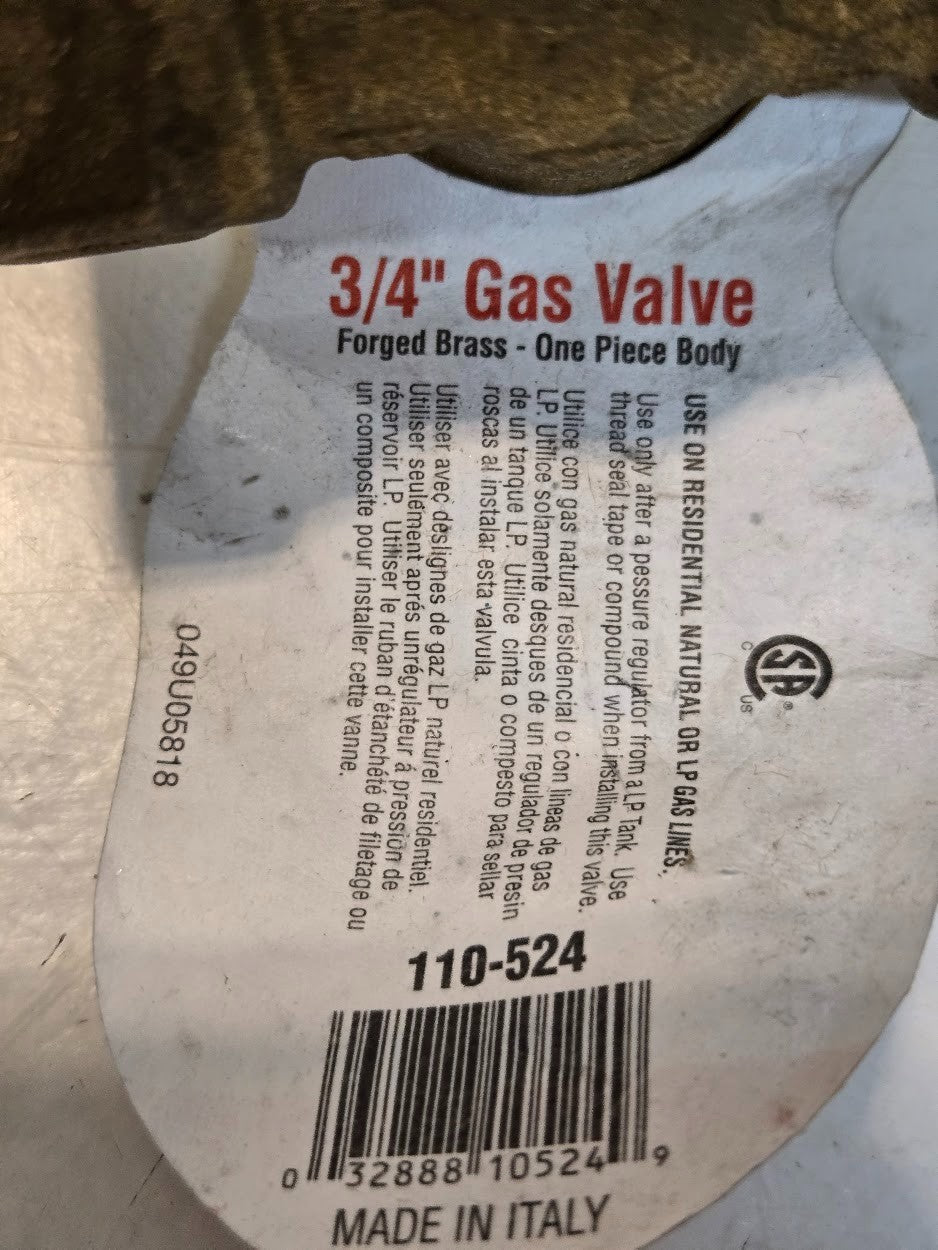 3/4" Gas Valve
Forged Brass - One Piece Body
SA
®
C
US
USE ON RESIDENTIAL NATURAL OR LP GAS LINES.
Use only after a pessure regulator from a LP Tank. Use
thread seal tape or compound when installing this valve.
Utilice con gas natural residencial o con lineas de gas
LP. Utilice solamente desques de un regulador de presin
de un tanque LP. Utilice cinta o compesto para sellar
roscas al instalar esta valvula.
Utiliser avec deslignes de gaz LP naturel residentiel.
Utiliser seulement aprés unrégulateur á pression de
réservoir LP. Utiliser le ruban d'étanchété de filetage ou
un composite pour installer cette vanne.
049U05818
110-524
0 32888 10524 9
MADE IN ITALY